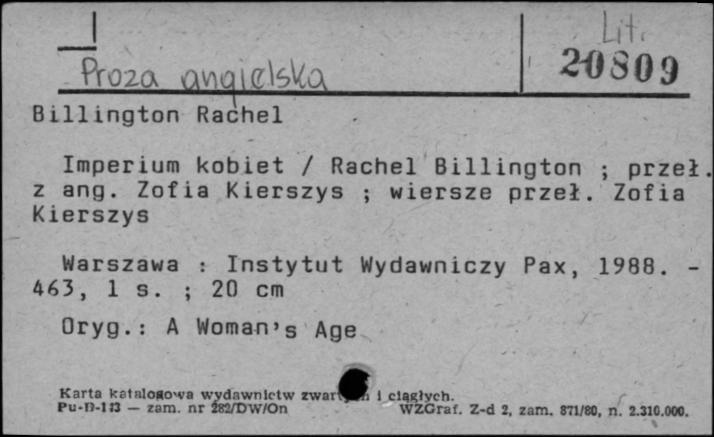 Lit.
20809
Proza angielska
Billington Rachel
Imperium kobiet / Rachel Billington ; przeł.
z ang. Zofia Kierszys ; wiersze przeł. Zofia
Kierszys
Warszawa : Instytut Wydawniczy Pax, 1988. -
463, 1 s. ; 20 cm
Oryg.: A Woman's Age
Karta katalogowa wydawnictw i ciągłych.
Pu-D-113 — zam. nr 282/DW/On WZGraf. Z-d 2, zam. 871/80, n. 2.310.000.